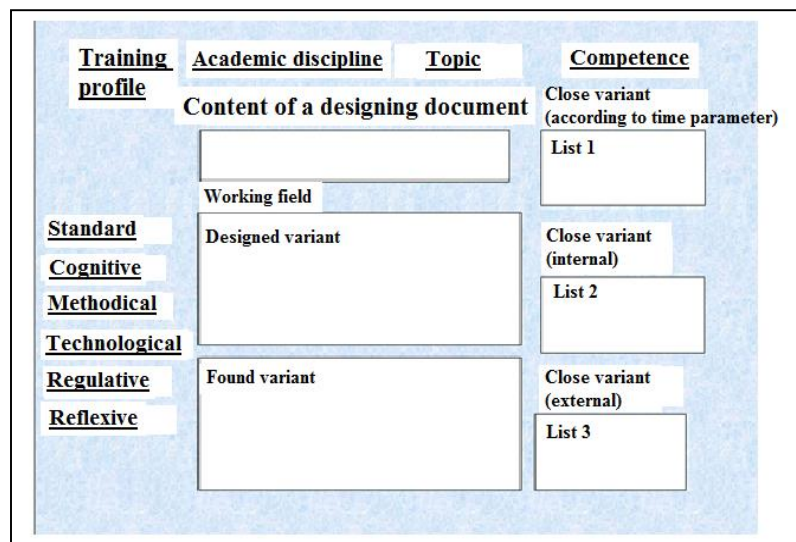 Training profile
Academic discipline
Topic
Competence
Content of a designing document
Close variant
(according to time parameter)
List 1
Working field
Standard
Cognitive
Methodical
Technological
Regulative
Reflexive
Designed variant
Close variant
(internal)
List 2
Found variant
Close variant
(external)
List 3